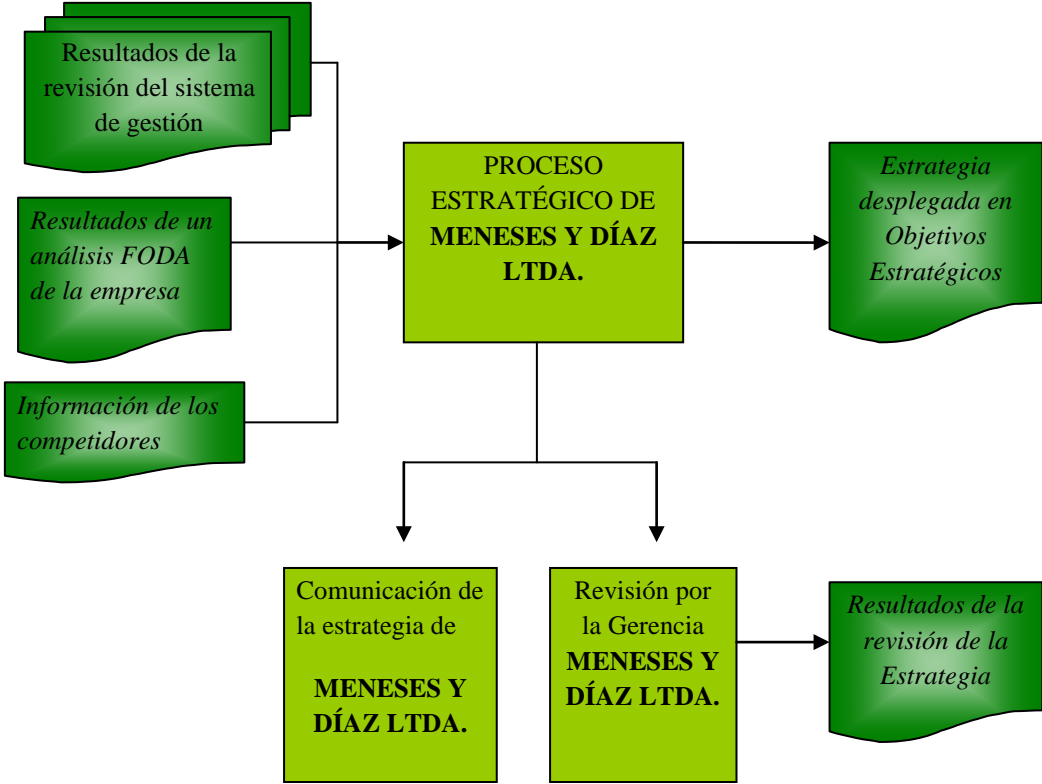 Resultados de la
revisión del sistema
de gestión
PROCESO
ESTRATÉGICO DE
MENESES Y DÍAZ
LTDA.
Estrategia
desplegada en
Objetivos
Estratégicos
Resultados de un
análisis FODA
de la empresa
Información de los
competidores
Comunicación de
la estrategia de
MENESES Y
DÍAZ LTDA.
Revisión por
la Gerencia
MENESES Y
DÍAZ LTDA.
Resultados de la
revisión de la
Estrategia